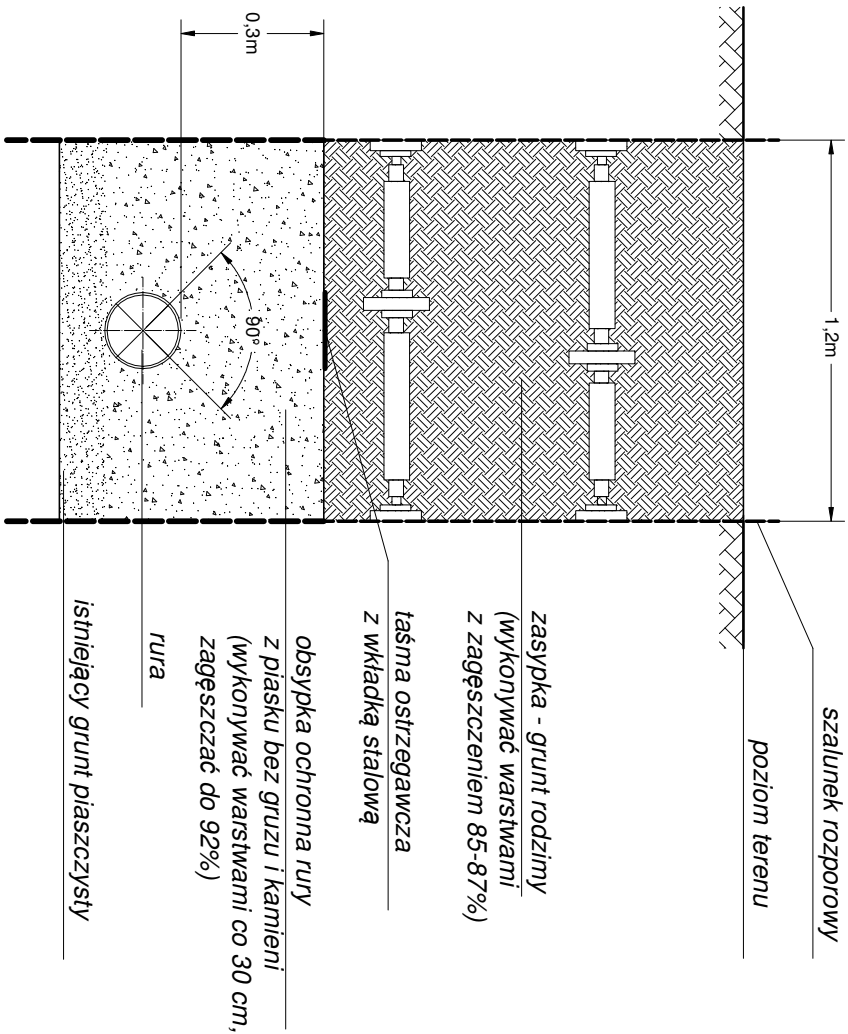 1,2m
szalunek rozporowy
poziom terenu
zasypka - grunt rodzimy
(wykonywać warstwami
z zagęszczeniem 85-87%)
taśma ostrzegawcza
z wkładką stalową
0,3m
90°
obsypka ochronna rury
z piasku bez gruzu i kamieni
(wykonywać warstwami co 30 cm,
zagęszczać do 92%)
rura
istniejący grunt piaszczysty